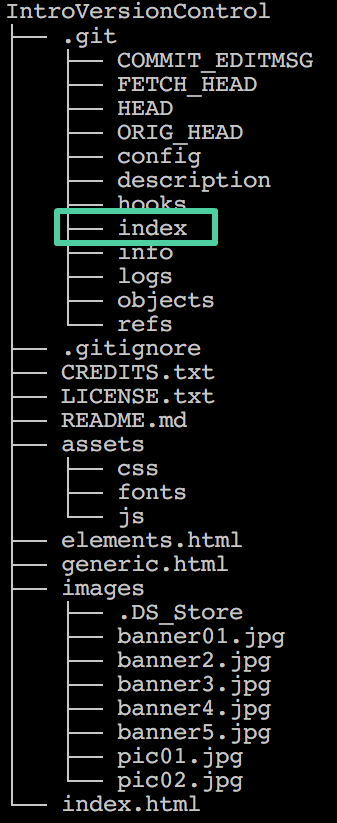 IntroVersionControl
.git
COMMIT_EDITMSG
FETCH_HEAD
HEAD
ORIG_HEAD
config
description
hooks
index
info
logs
objects
refs
.gitignore
CREDITS.txt
LICENSE.txt
README.md
assets
css
fonts
js
elements.html
generic.html
images
.DS_Store
banner01.jpg
banner2.jpg
banner3.jpg
banner4.jpg
banner5.jpg
pic01.jpg
pic02.jpg
index.html